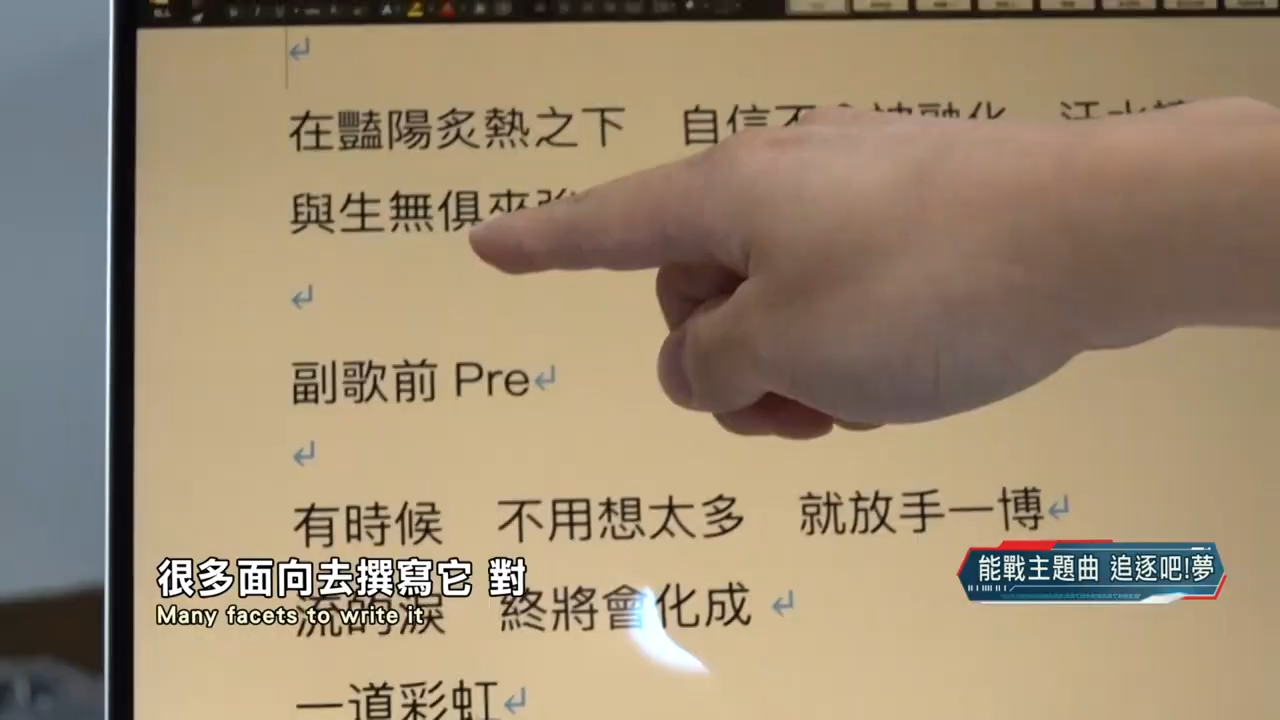 在豔陽炙熱之下 自信不
與生無俱來
副歌前 Pre
有時候 不用想太多 就放手一博
能戰主題曲 追逐吧!夢
很多面向去撰寫它 對
終將會化成
Many facets to write it
一道彩虹